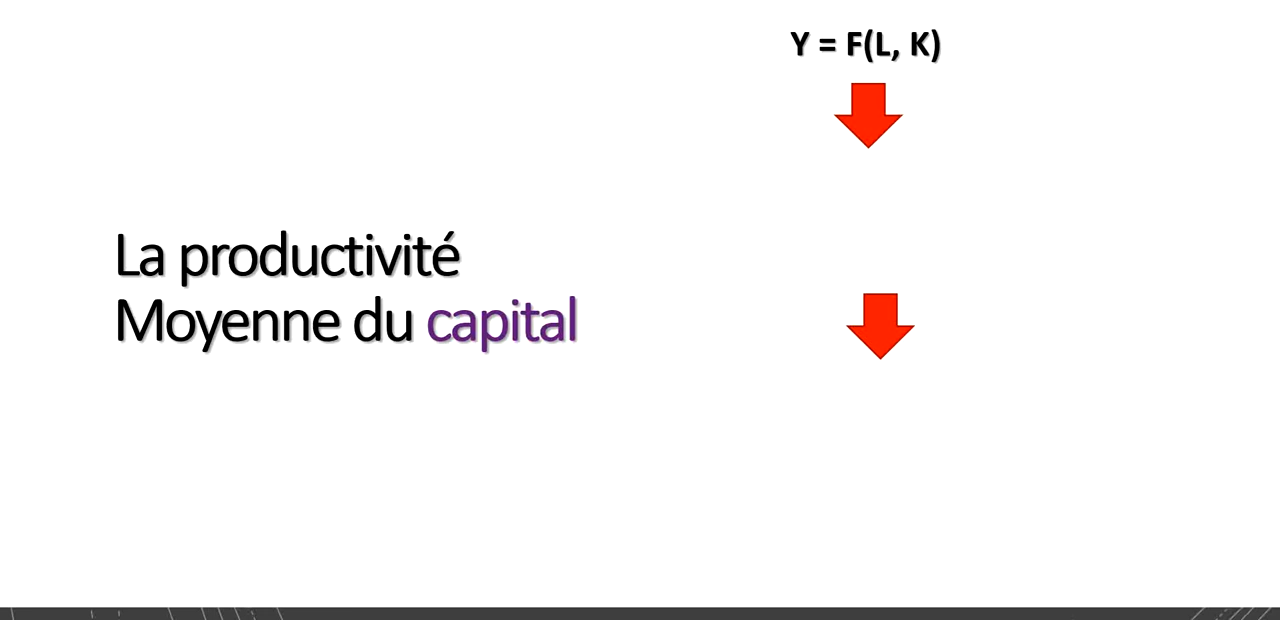 Y = F(L, K)
La productivité
Moyenne du capital